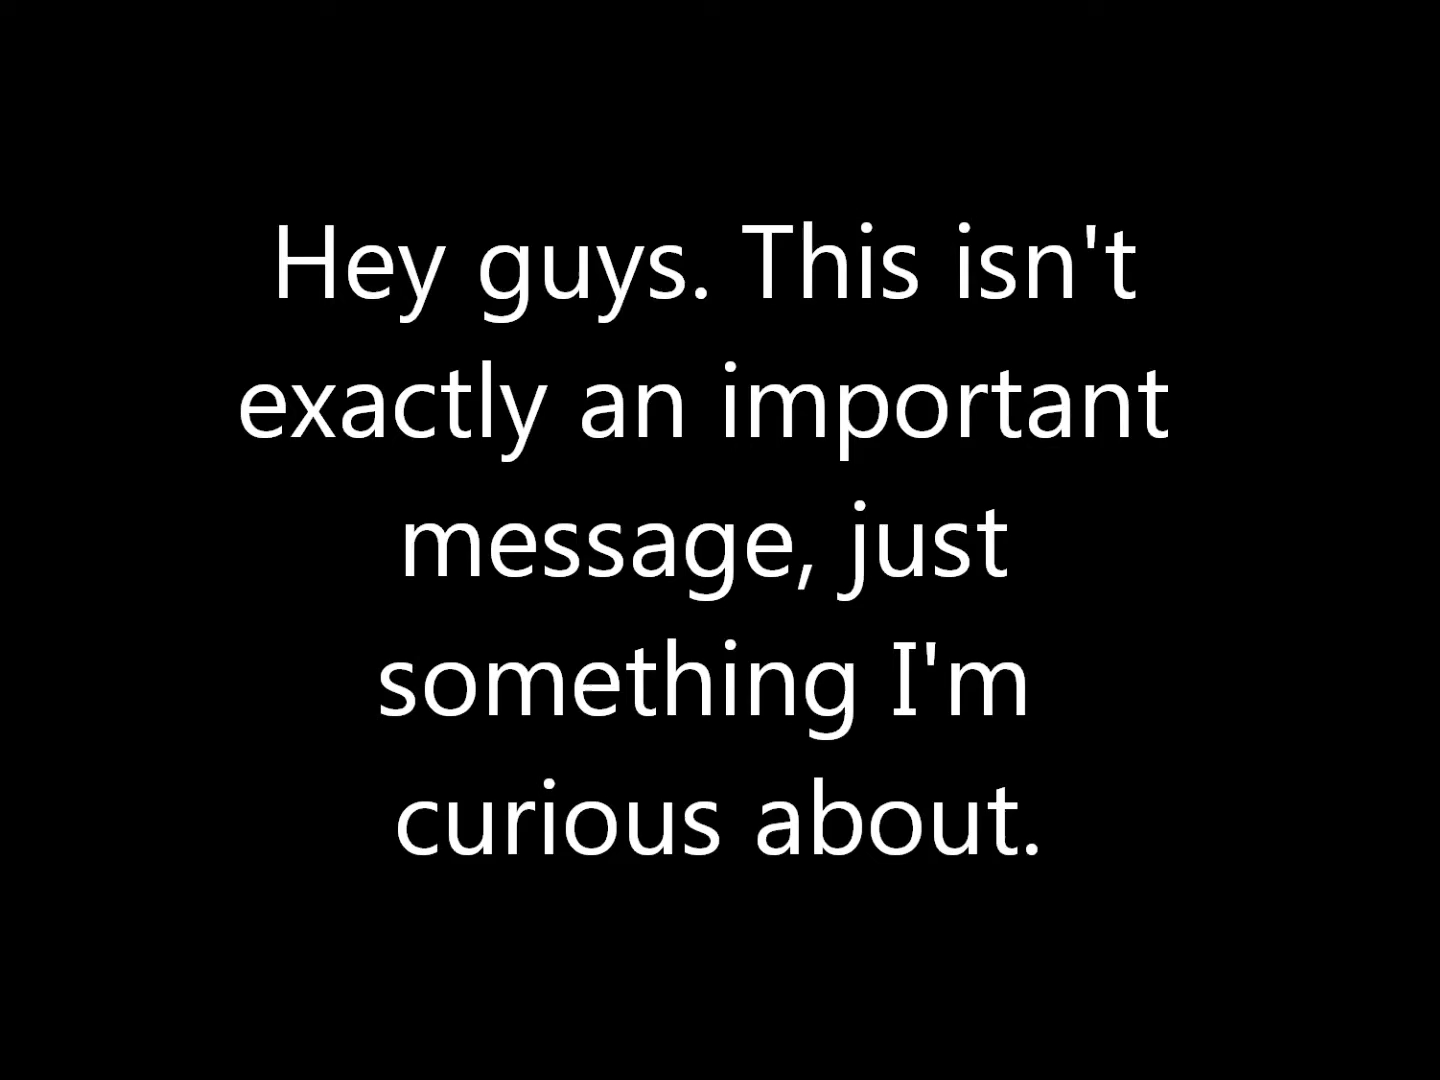 Hey guys. This isn't
exactly an important
message, just
something I'm
curious about.